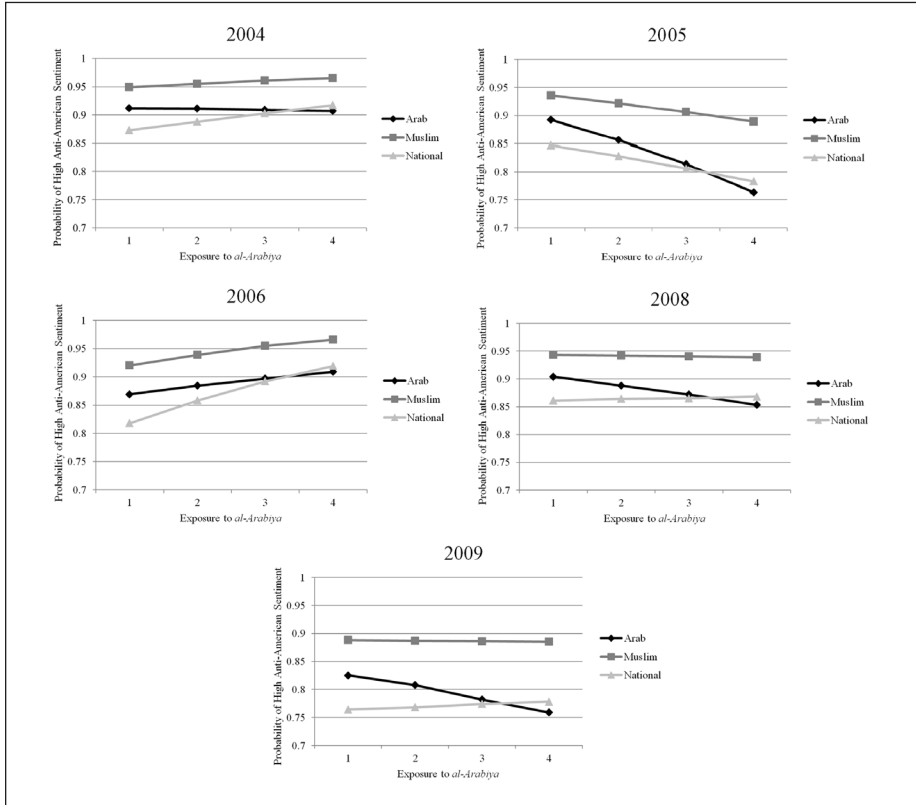 2004
Probability of High Anti-American Sentiment
1
0.95
0.9
0.85
0.8
0.75
0.7
1 2 3 4
Exposure to al-Arabiya
Arab
Muslim
National
2005
Probability of High Anti-American Sentiment
1
0.95
0.9
0.85
0.8
0.75
0.7
1 2 3 4
Exposure to al-Arabiya
Arab
Muslim
National
2006
Probability of High Anti-American Sentiment
1
0.95
0.9
0.85
0.8
0.75
0.7
1 2 3 4
Exposure to al-Arabiya
Arab
Muslim
National
2008
Probability of High Anti-American Sentiment
1
0.95
0.9
0.85
0.8
0.75
0.7
1 2 3 4
Exposure to al-Arabiya
Arab
Muslim
National
2009
Probability of High Anti-American Sentiment
1
0.95
0.9
0.85
0.8
0.75
0.7
1 2 3 4
Exposure to al-Arabiya
Arab
Muslim
National